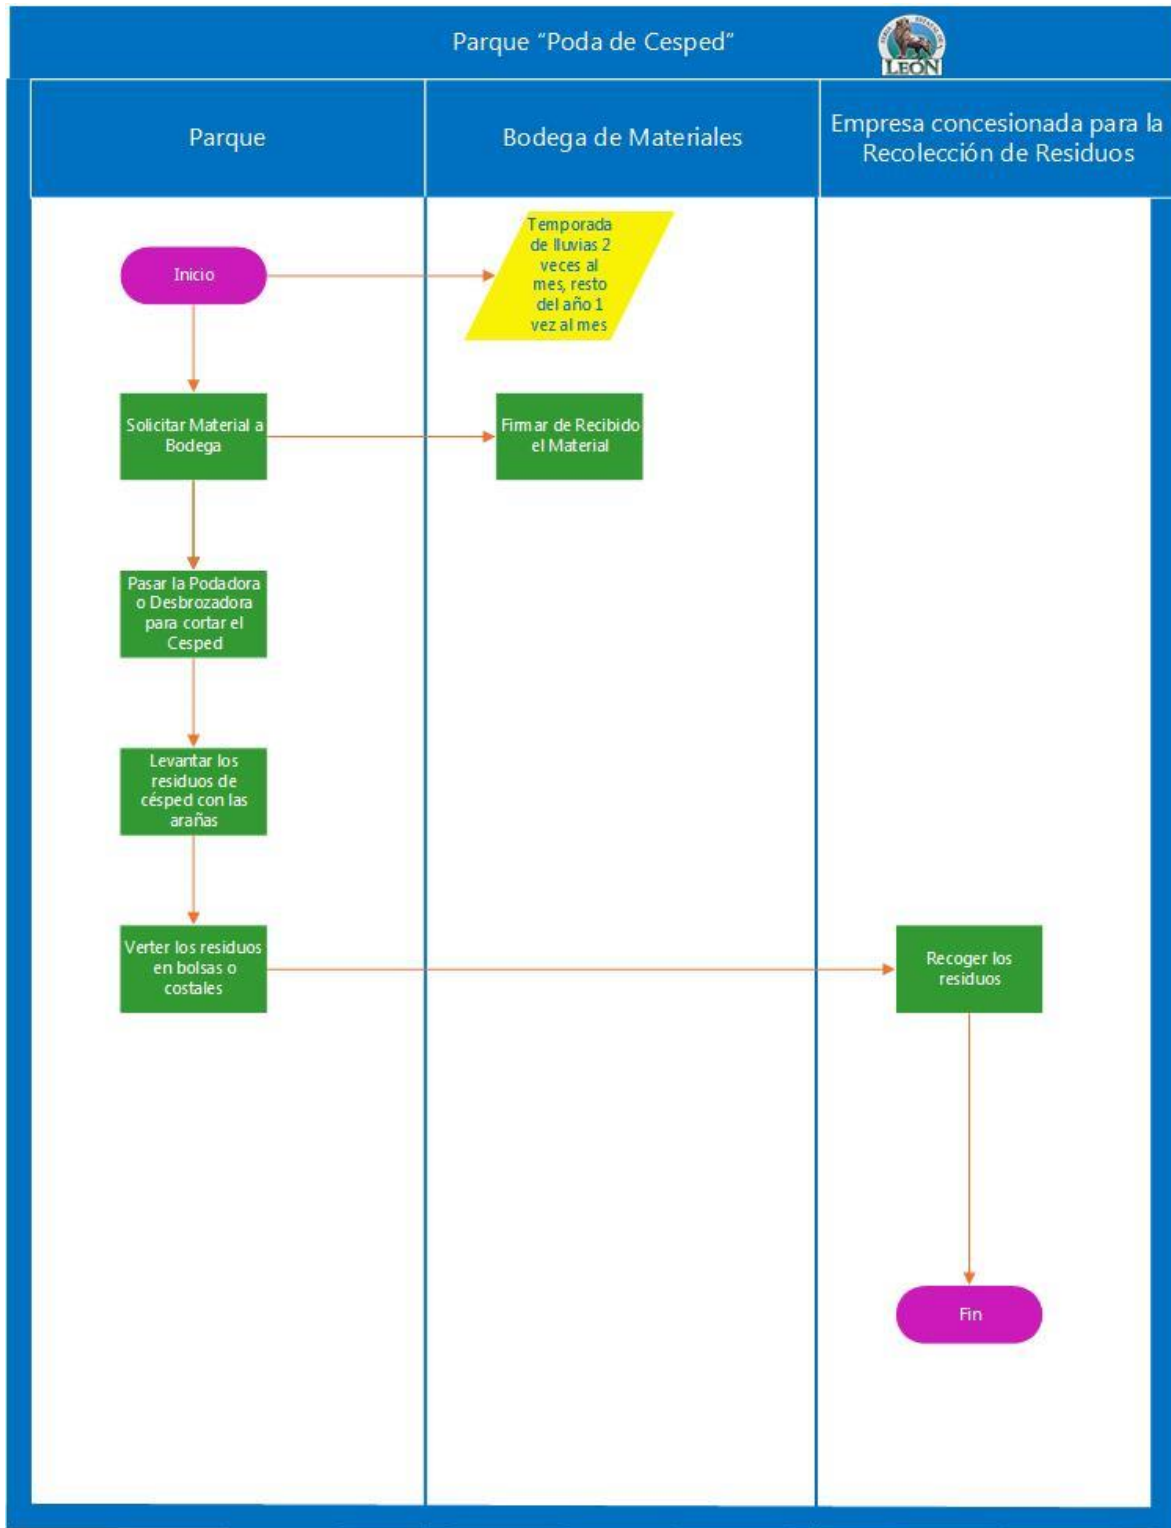 Parque “Poda de Cesped”
LEÓN
Parque
Bodega de Materiales
Empresa concesionada para la
Recolección de Residuos
Inicio
Temporada
de lluvias 2
veces al
mes, resto
del año 1
vez al mes
Solicitar Material a
Bodega
Firmar de Recibido
el Material
Pasar la Podadora
o Desbrozadora
para cortar el
Cesped
Levantar los
residuos de
césped con las
arañas
Verter los residuos
en bolsas o
costales
Recoger los
residuos
Fin